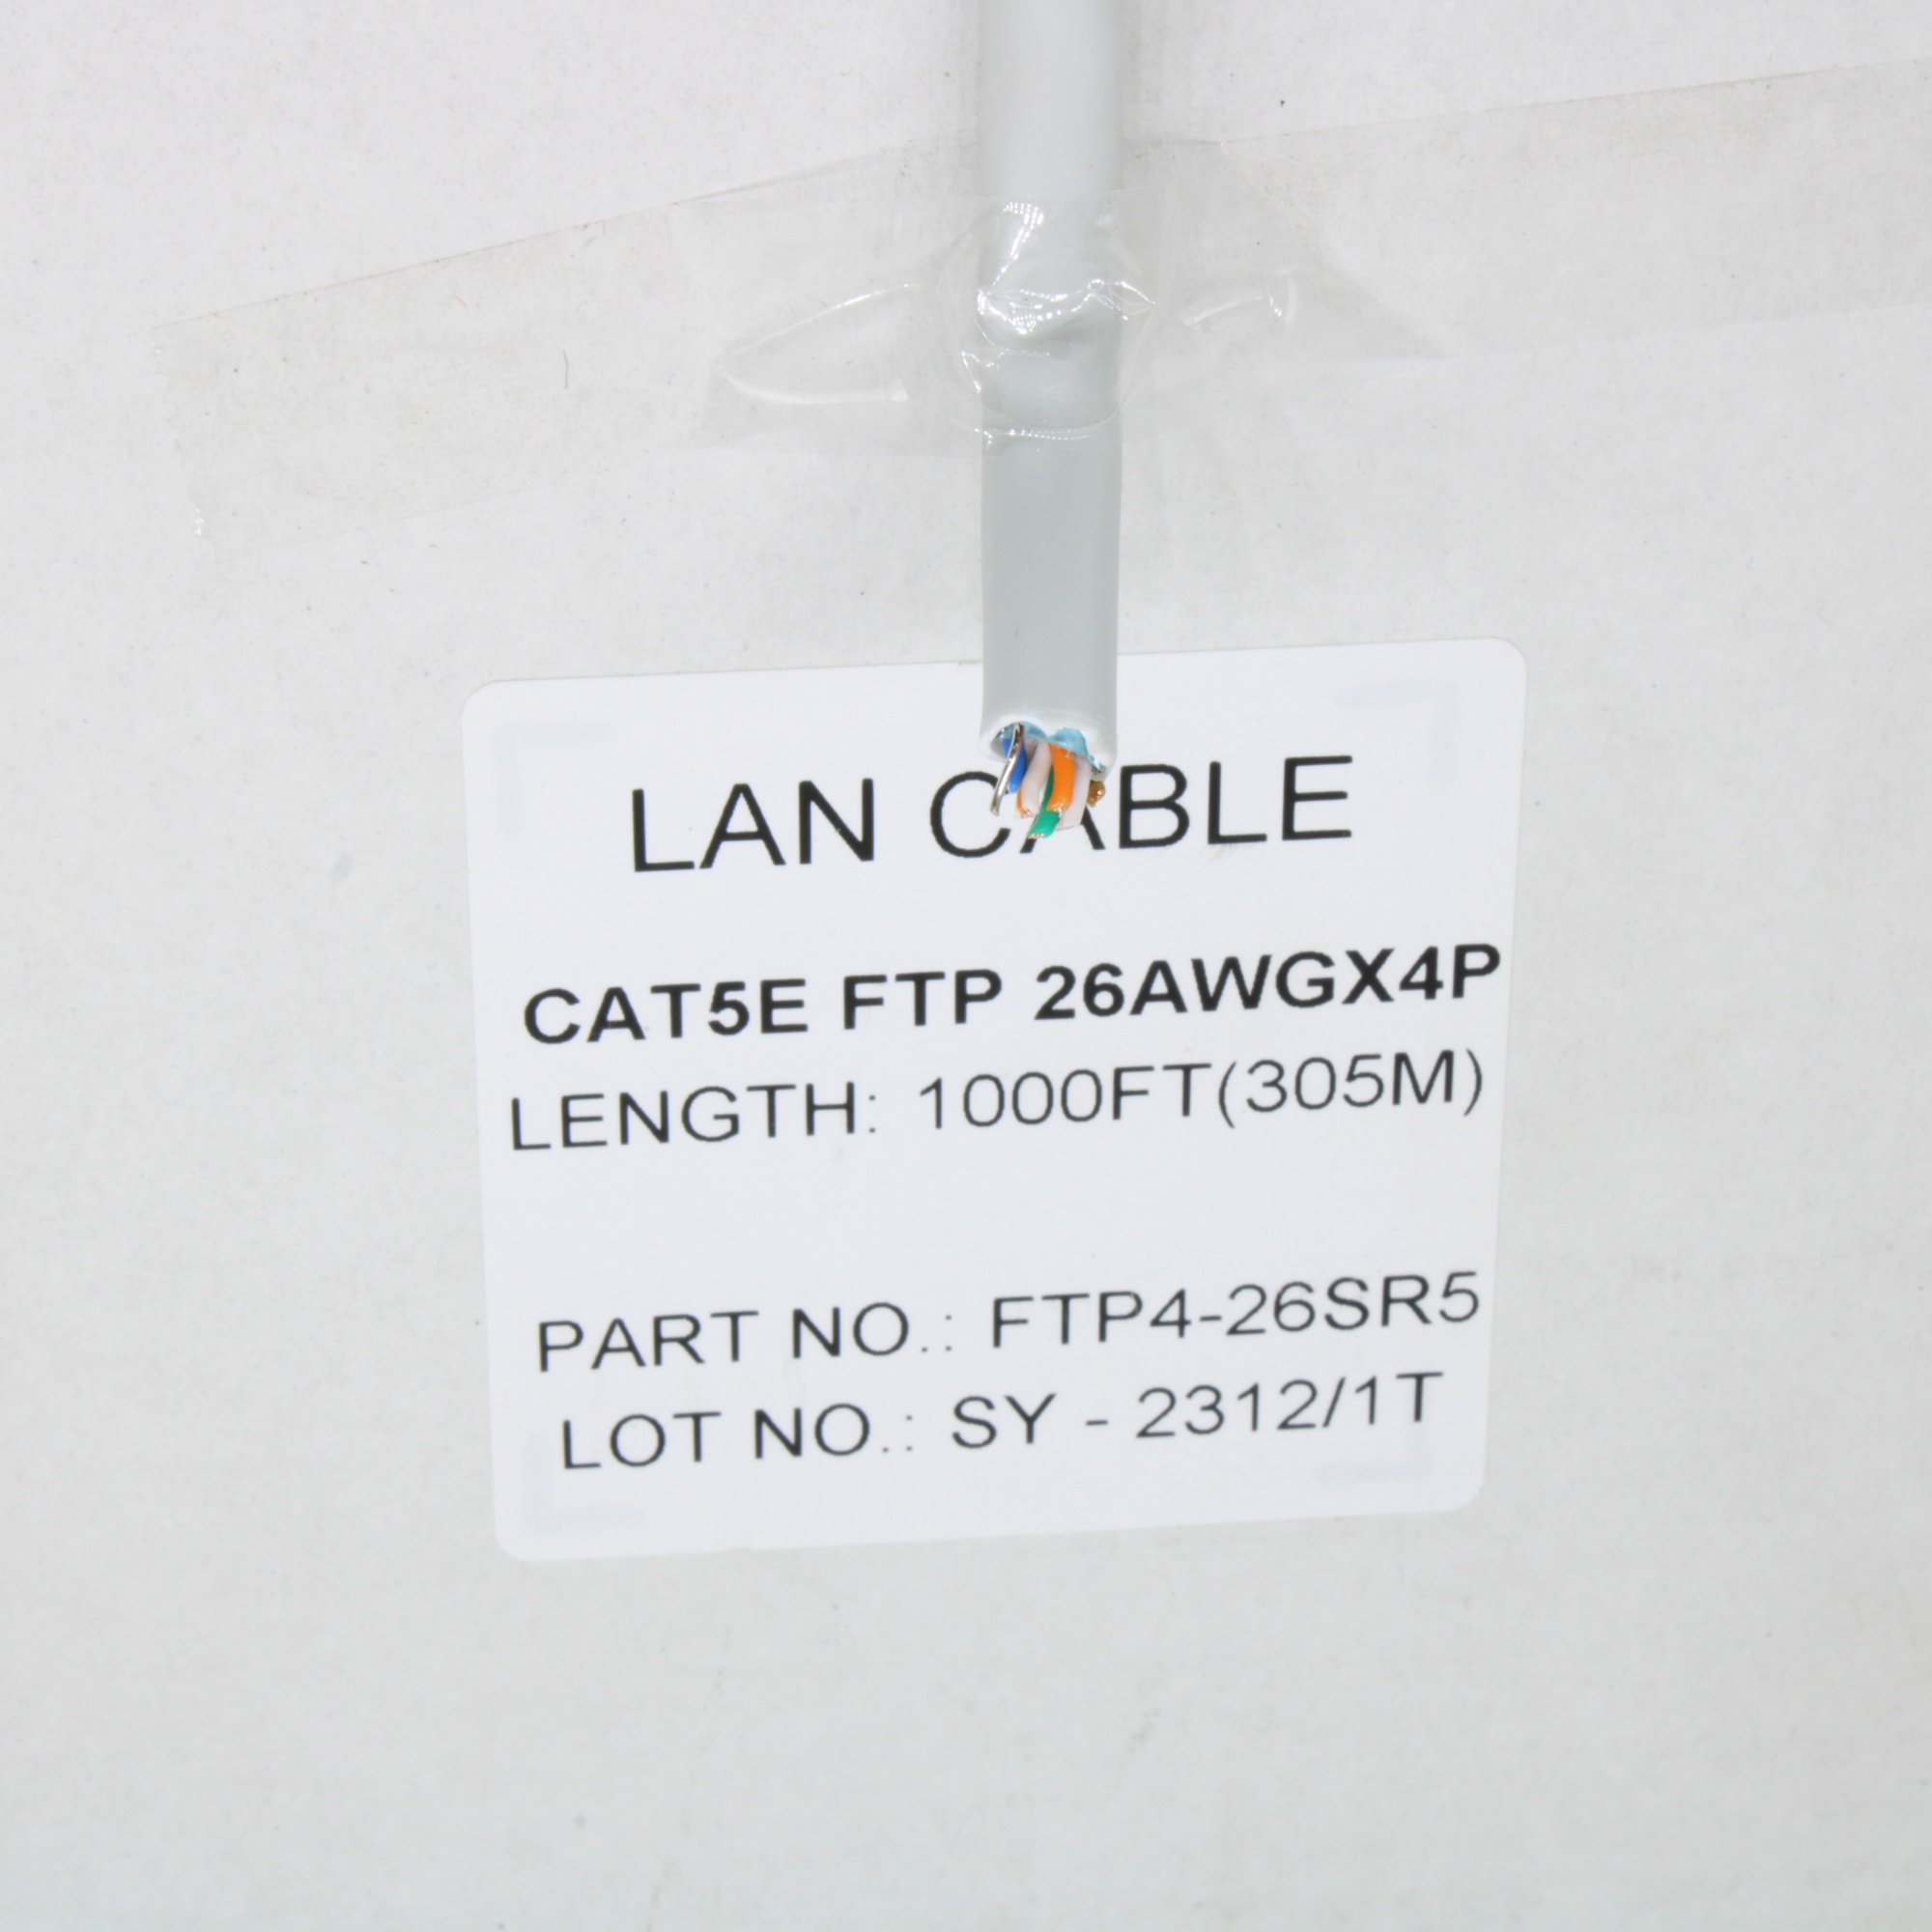 LAN CABLE
CAT5E FTP 26AWGX4P
LENGTH: 1000FT(305M)
PART NO.: FTP4-26SR5
LOT NO.: SY - 2312/1T